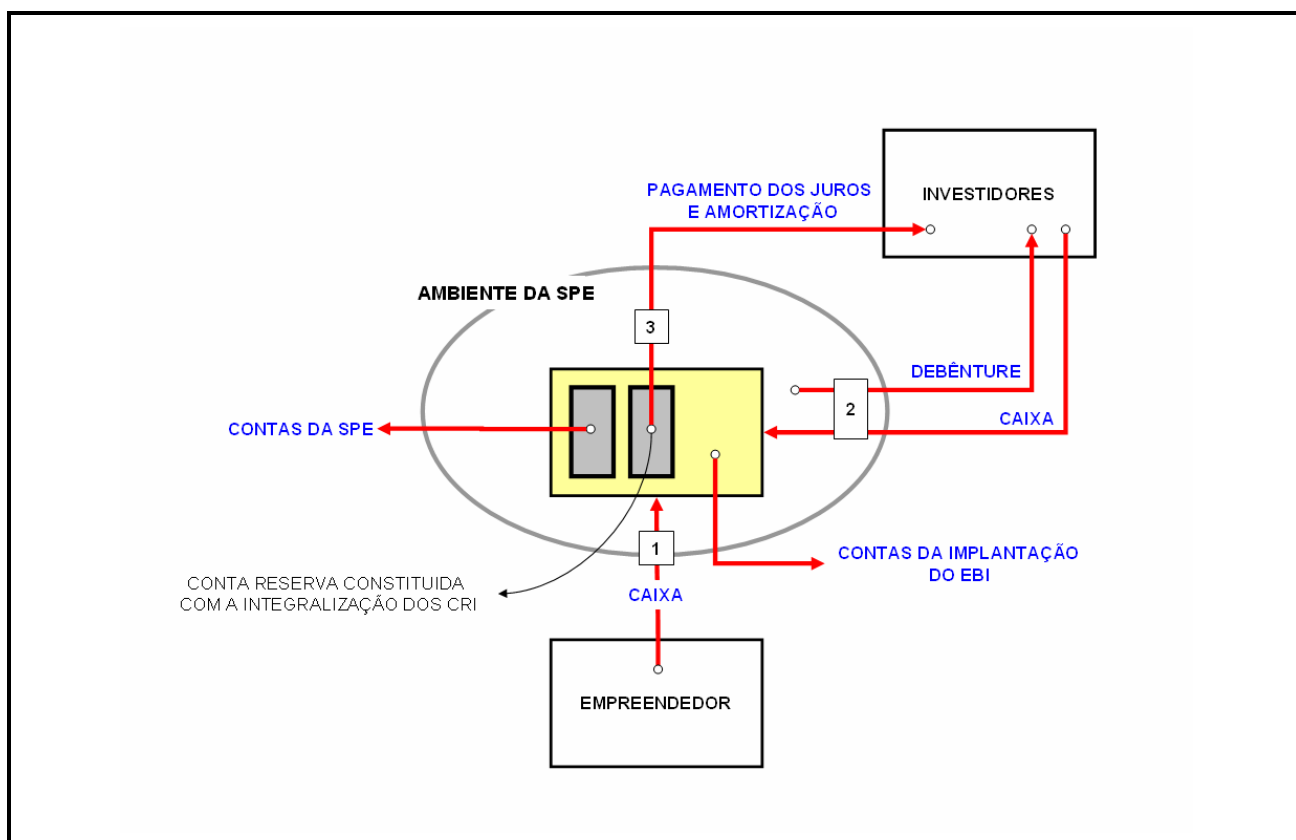 INVESTIDORES
PAGAMENTO DOS JUROS
E AMORTIZAÇÃO
AMBIENTE DA SPE
3
DEBÊNTURE
2
CAIXA
CONTAS DA SPE
1
CONTAS DA IMPLANTAÇÃO
DO EBI
CONTA RESERVA CONSTITUIDA
COM A INTEGRALIZAÇÃO DOS CRI
CAIXA
EMPREENDEDOR